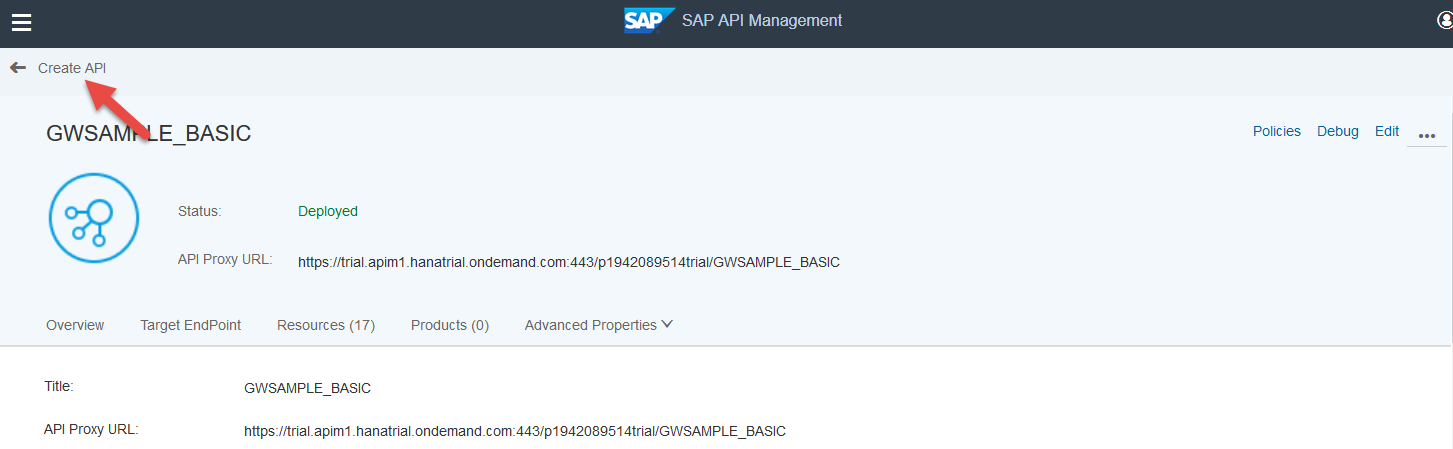 SAP SAP API Management
Create API
GWSAMPLE_BASIC
Policies Debug Edit ...
Status: Deployed
API Proxy URL: https://trial.apim1.hanatrial.ondemand.com:443/p1942089514trial/GWSAMPLE_BASIC
Overview Target EndPoint Resources (17) Products (0) Advanced Properties
Title: GWSAMPLE_BASIC
API Proxy URL: https://trial.apim1.hanatrial.ondemand.com:443/p1942089514trial/GWSAMPLE_BASIC